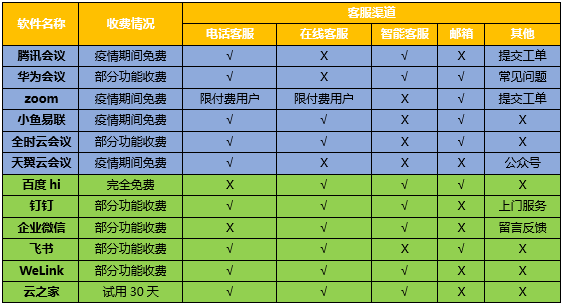 软件名称 收费情况 客服渠道
电话客服 在线客服 智能客服 邮箱 其他
腾讯会议 疫情期间免费 √ X √ X 提交工单
华为会议 部分功能收费 √ X √ √ 常见问题
zoom 疫情期间免费 限付费用户 限付费用户 X √ 提交工单
小鱼易联 疫情期间免费 √ √ X √ X
全时云会议 部分功能收费 √ √ X √ X
天翼云会议 疫情期间免费 √ X X X 公众号
百度 hi 完全免费 X √ √ √ X
钉钉 部分功能收费 √ √ √ X 上门服务
企业微信 部分功能收费 X √ √ X 留言反馈
飞书 部分功能收费 √ √ X √ X
WeLink 部分功能收费 √ √ √ X X
云之家 试用 30 天 √ √ √ X X